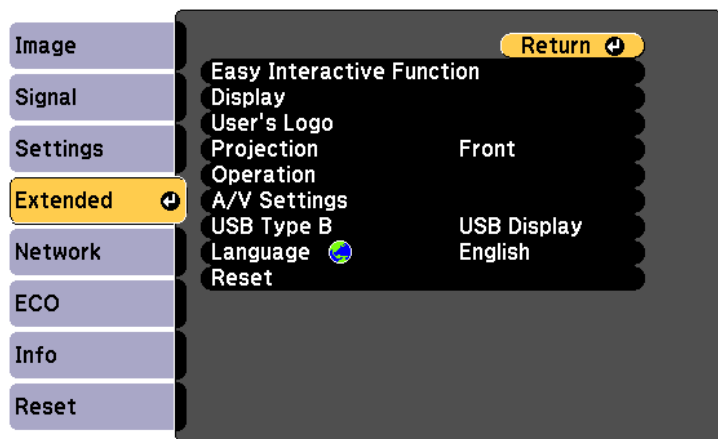 Image
Signal
Settings
Extended
Network
ECO
Info
Reset
Return
Easy Interactive Function
Display
User's Logo
Projection Front
Operation
A/V Settings
USB Type B USB Display
Language English
Reset